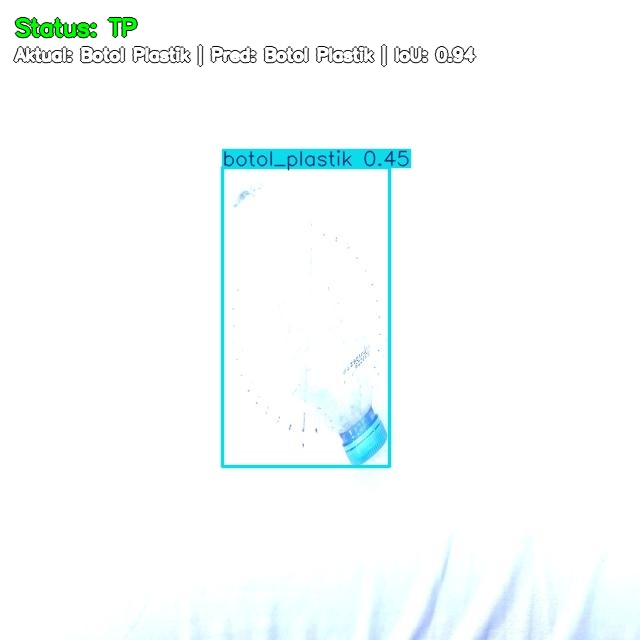 Status: TP
Aktual: Botol Plastik | Pred: Botol Plastik | IoU: 0.94
botol_plastik 0.45